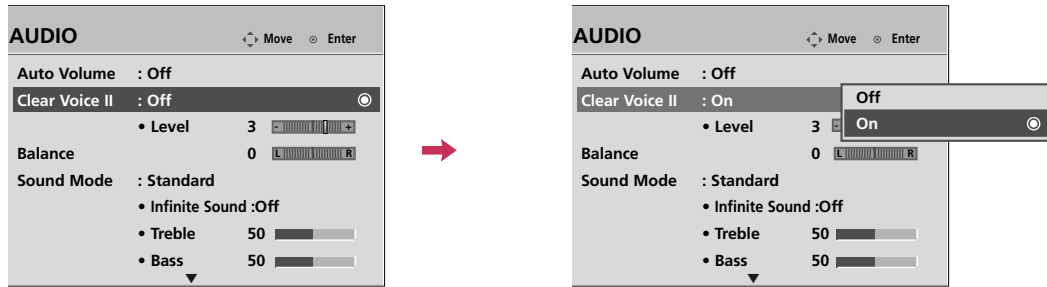 AUDIO Move Enter
Auto Volume : Off
Clear Voice II : Off
• Level 3 - +
Balance 0 L R
Sound Mode : Standard
• Infinite Sound :Off
• Treble 50
• Bass 50
AUDIO Move Enter
Auto Volume : Off
Clear Voice II : On
• Level 3 -
Balance 0 L R
Sound Mode : Standard
• Infinite Sound :Off
• Treble 50
• Bass 50
Off
On